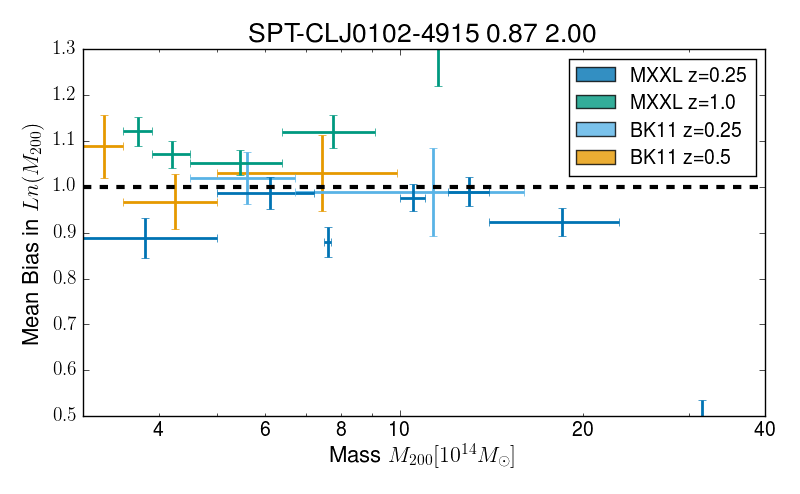 SPT-CLJ0102-4915 0.87 2.00
Mean Bias in Ln(M₂₀₀)
1.3
1.2
1.1
1.0
0.9
0.8
0.7
0.6
0.5
MXXL z=0.25
MXXL z=1.0
BK11 z=0.25
BK11 z=0.5
4 6 8 10 20 40
Mass M₂₀₀[10¹⁴M☉]